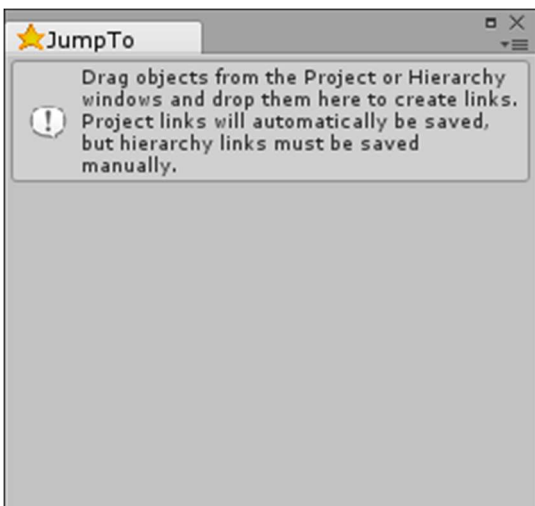 JumpTo
Drag objects from the Project or Hierarchy
windows and drop them here to create links.
Project links will automatically be saved,
but hierarchy links must be saved
manually.